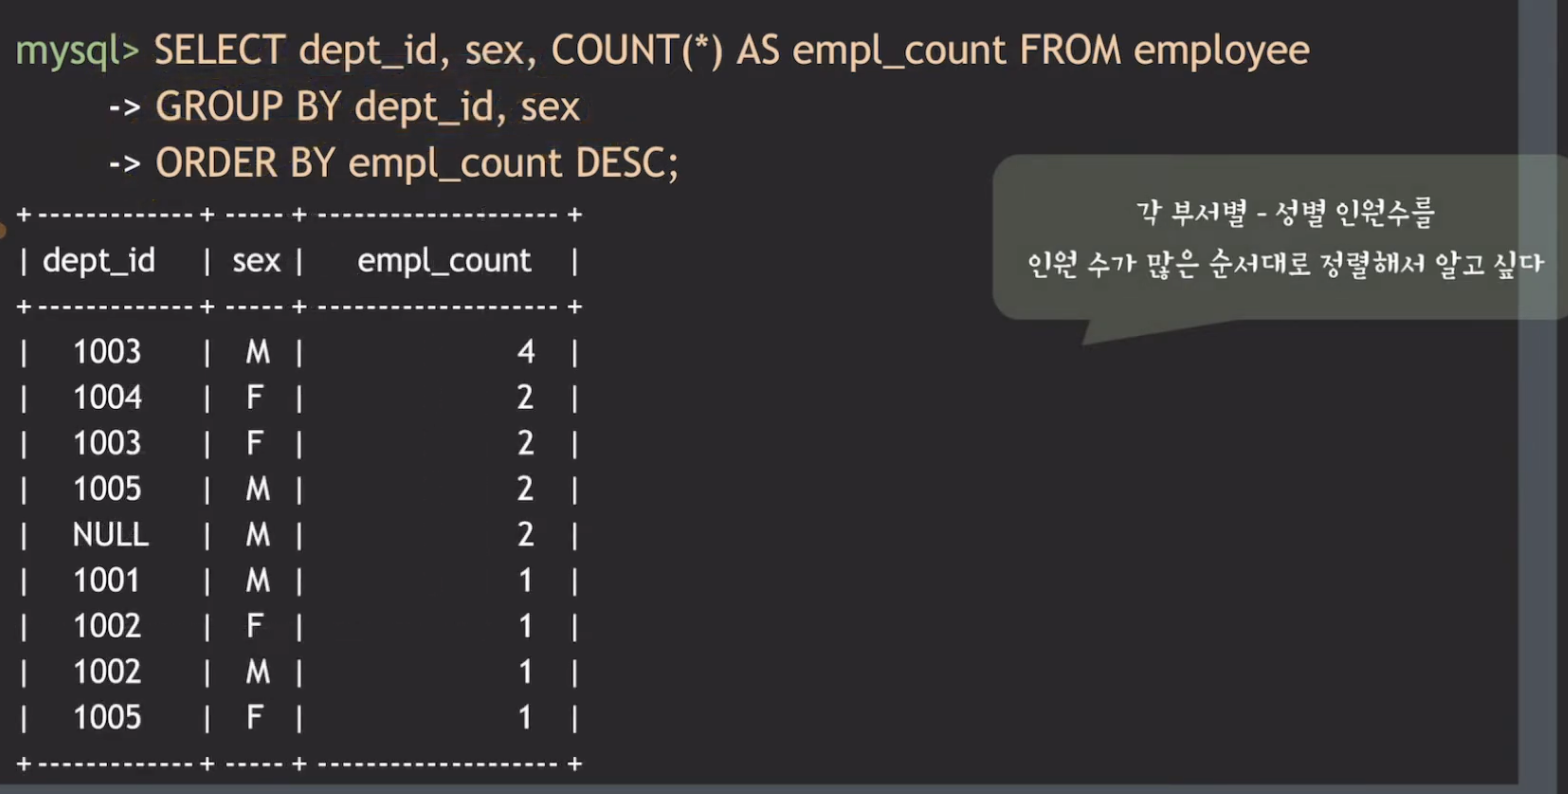 mysql> SELECT dept_id, sex, COUNT(*) AS empl_count FROM employee
-> GROUP BY dept_id, sex
-> ORDER BY empl_count DESC;
각 부서별 - 성별 인원수를
인원 수가 많은 순서대로 정렬해서 알고 싶다
+-------------+-----+--------------------+
| dept_id | sex | empl_count |
+-------------+-----+--------------------+
| 1003 | M | 4 |
| 1004 | F | 2 |
| 1003 | F | 2 |
| 1005 | M | 2 |
| NULL | M | 2 |
| 1001 | M | 1 |
| 1002 | F | 1 |
| 1002 | M | 1 |
| 1005 | F | 1 |
+-------------+-----+--------------------+